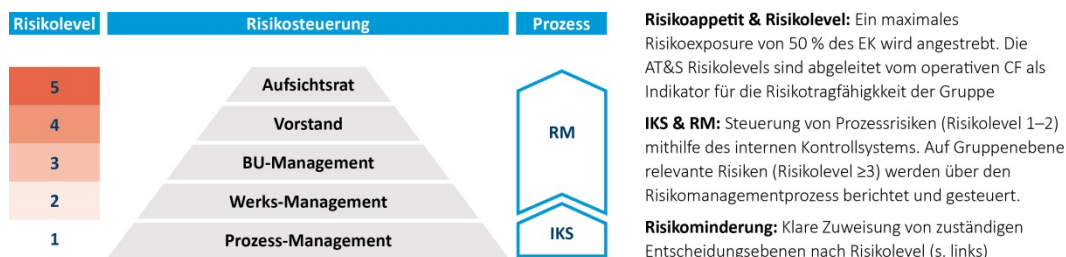 Risikolevel
Risikosteuerung
Prozess
5
Aufsichtsrat
4
Vorstand
3
BU-Management
2
Werks-Management
1
Prozess-Management
RM
IKS
Risikoappetit & Risikolevel: Ein maximales
Risikoexposure von 50 % des EK wird angestrebt. Die
AT&S Risikolevels sind abgeleitet vom operativen CF als
Indikator für die Risikotragfähigkkeit der Gruppe
IKS & RM: Steuerung von Prozessrisiken (Risikolevel 1–2)
mithilfe des internen Kontrollsystems. Auf Gruppenebene
relevante Risiken (Risikolevel ≥3) werden über den
Risikomanagementprozess berichtet und gesteuert.
Risikominderung: Klare Zuweisung von zuständigen
Entscheidungsebenen nach Risikolevel (s. links)